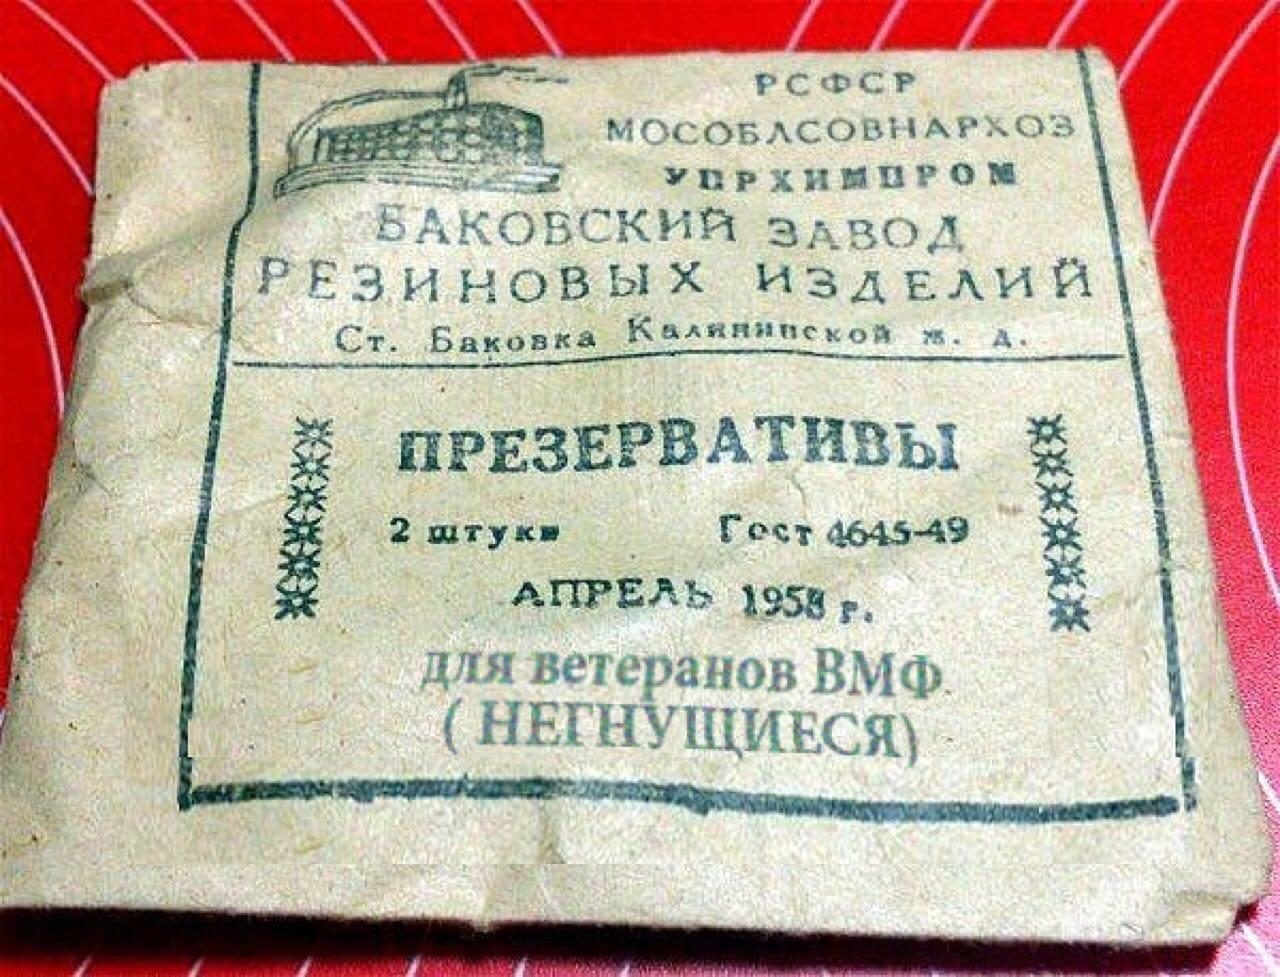 РСФСР
МОСОБЛСОВНАРХОЗ
УПРХИМПРОМ
БАКОВСКИЙ ЗАВОД
РЕЗИНОВЫХ ИЗДЕЛИЙ
Ст. Баковка Калининской ж. д.
ПРЕЗЕРВАТИВЫ
2 штуки Гост 4645-49
АПРЕЛЬ 1958 г.
для ветеранов ВМФ
( НЕГНУЩИЕСЯ)